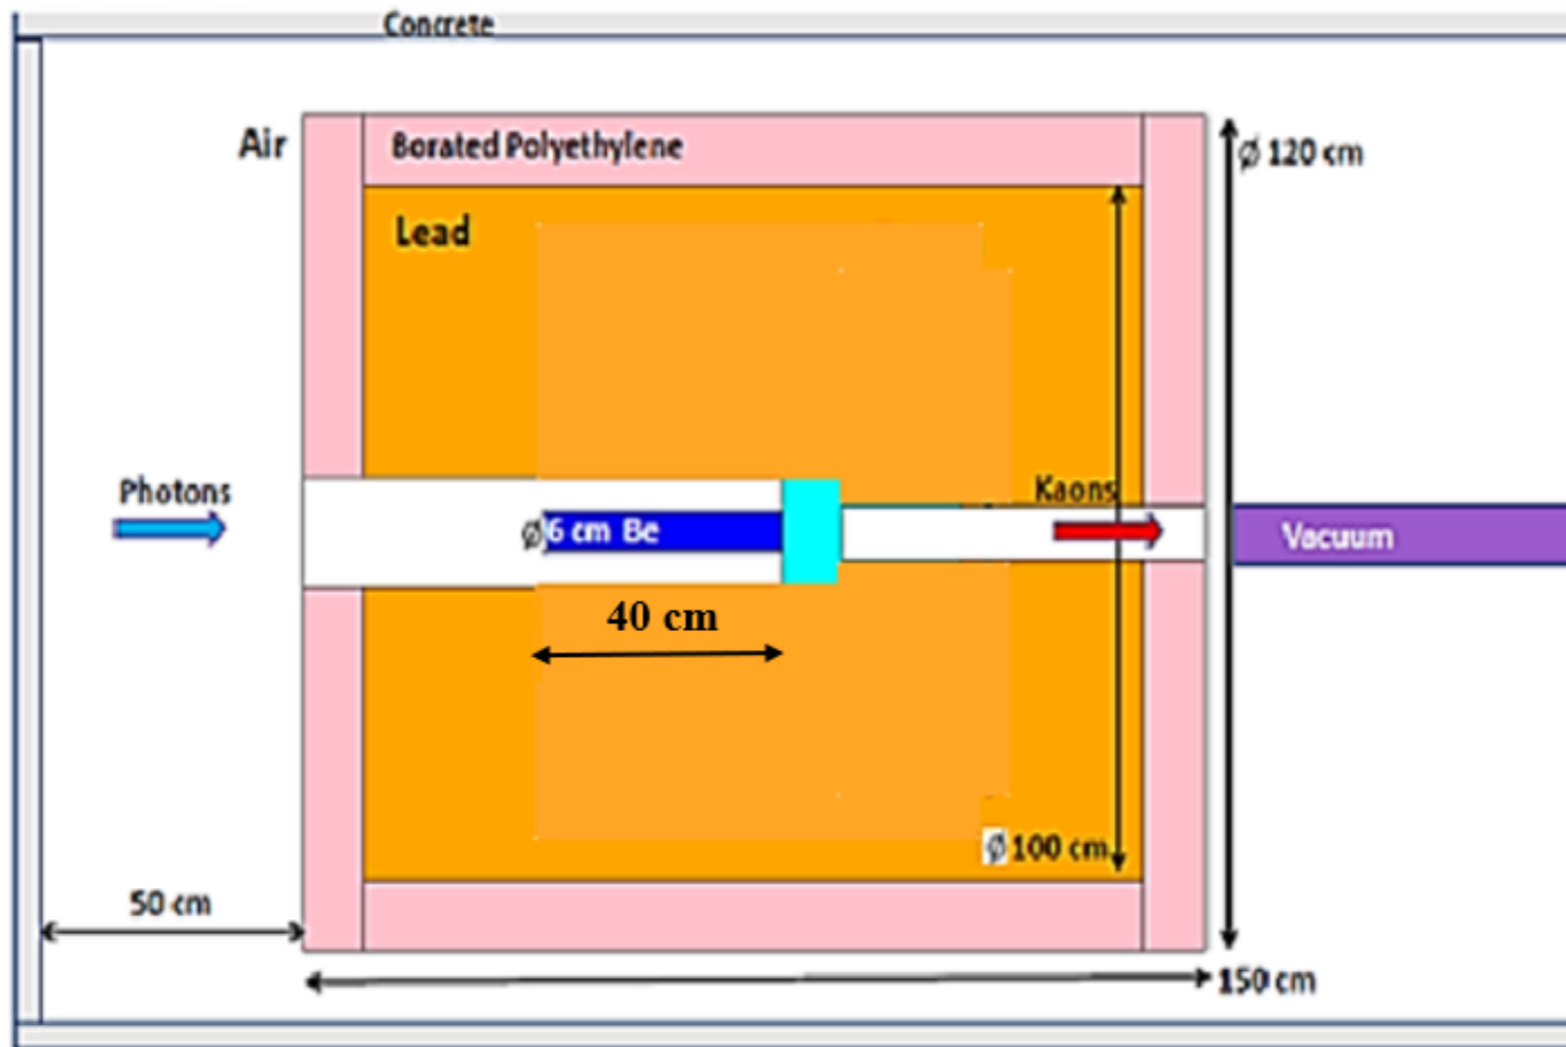 Concrete
Air
Borated Polyethylene
Ø 120 cm
Lead
Photons
Kaons
Ø 6 cm Be
Vacuum
40 cm
Ø 100 cm
50 cm
150 cm